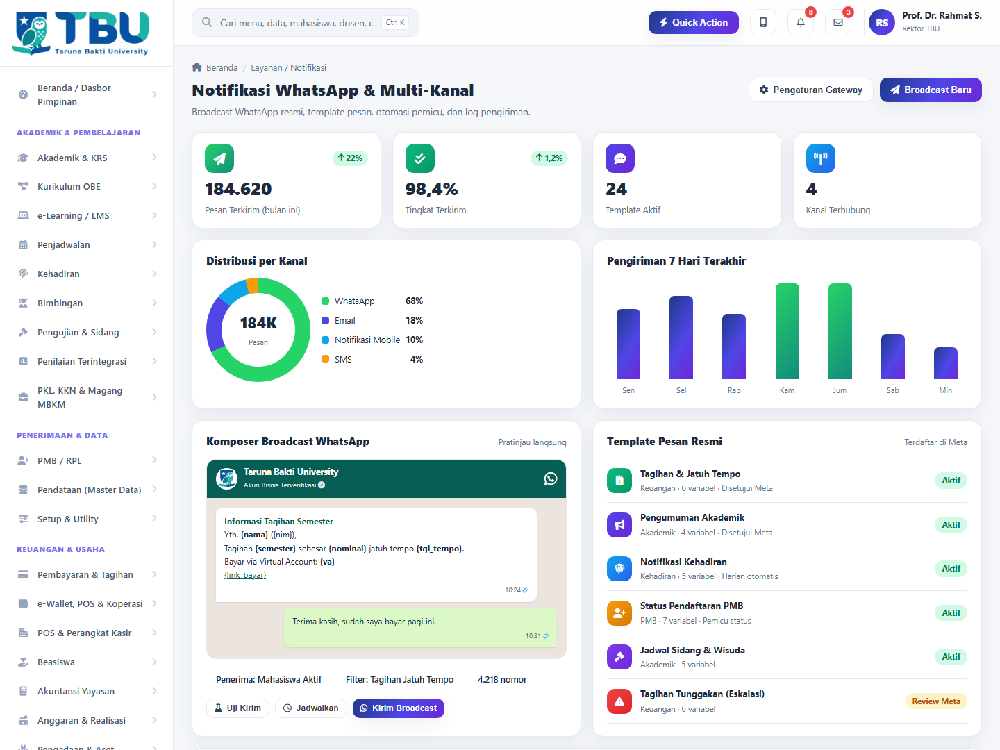 TBU
Taruna Bakti University
Cari menu, data, mahasiswa, dosen, c
Ctrl K
Quick Action
8
3
RS
Prof. Dr. Rahmat S.
Rektor TBU
Beranda / Dasbor
Pimpinan
AKADEMIK & PEMBELAJARAN
Akademik & KRS
Kurikulum OBE
e-Learning / LMS
Penjadwalan
Kehadiran
Bimbingan
Pengujian & Sidang
Penilaian Terintegrasi
PKL, KKN & Magang
MBKM
PENERIMAAN & DATA
PMB / RPL
Pendataan (Master Data)
Setup & Utility
KEUANGAN & USAHA
Pembayaran & Tagihan
e-Wallet, POS & Koperasi
POS & Perangkat Kasir
Beasiswa
Akuntansi Yayasan
Anggaran & Realisasi
Pengadaan & Aset
Beranda / Layanan / Notifikasi
Notifikasi WhatsApp & Multi-Kanal
Broadcast WhatsApp resmi, template pesan, otomasi pemicu, dan log pengiriman.
Pengaturan Gateway
Broadcast Baru
22%
184.620
Pesan Terkirim (bulan ini)
1,2%
98,4%
Tingkat Terkirim
24
Template Aktif
4
Kanal Terhubung
Distribusi per Kanal
184K
Pesan
WhatsApp 68%
Email 18%
Notifikasi Mobile 10%
SMS 4%
Pengiriman 7 Hari Terakhir
Sen Sel Rab Kam Jum Sab Min
Komposer Broadcast WhatsApp
Pratinjau langsung
Taruna Bakti University
Akun Bisnis Terverifikasi
Informasi Tagihan Semester
Yth. {nama} ({nim}),
Tagihan {semester} sebesar {nominal} jatuh tempo {tgl_tempo}.
Bayar via Virtual Account: {va}
{link_bayar}
10:24
Terima kasih, sudah saya bayar pagi ini.
10:31
Penerima: Mahasiswa Aktif
Filter: Tagihan Jatuh Tempo
4.218 nomor
Uji Kirim
Jadwalkan
Kirim Broadcast
Template Pesan Resmi
Terdaftar di Meta
Tagihan & Jatuh Tempo
Keuangan · 6 variabel · Disetujui Meta
Aktif
Pengumuman Akademik
Akademik · 4 variabel · Disetujui Meta
Aktif
Notifikasi Kehadiran
Kehadiran · 5 variabel · Harian otomatis
Aktif
Status Pendaftaran PMB
PMB · 7 variabel · Pemicu status
Aktif
Jadwal Sidang & Wisuda
Akademik · 5 variabel
Aktif
Tagihan Tunggakan (Eskalasi)
Keuangan · 6 variabel
Review Meta